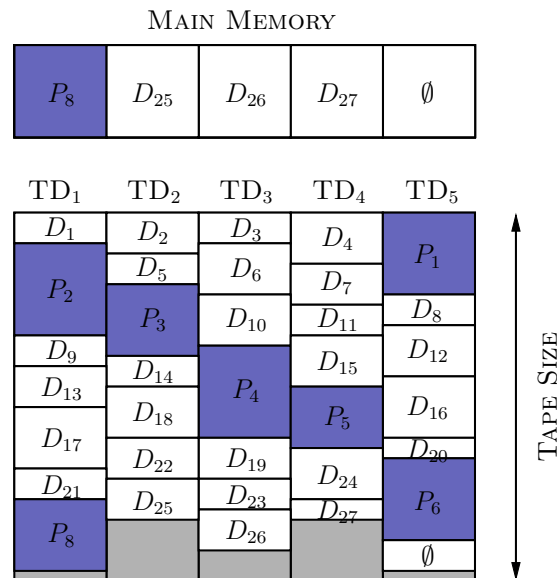 MAIN MEMORY
P8 D25 D26 D27 ∅
TD1 TD2 TD3 TD4 TD5
D1 D2 D3 D4 P1
P2 D5 D6 D7 D8
D9 P3 D10 D11 D12
D13 D14 P4 D15 D16
D17 D18 D19 P5 D20
D21 D22 D23 D24 P6
P8 D25 D26 D27 ∅
TAPE SIZE